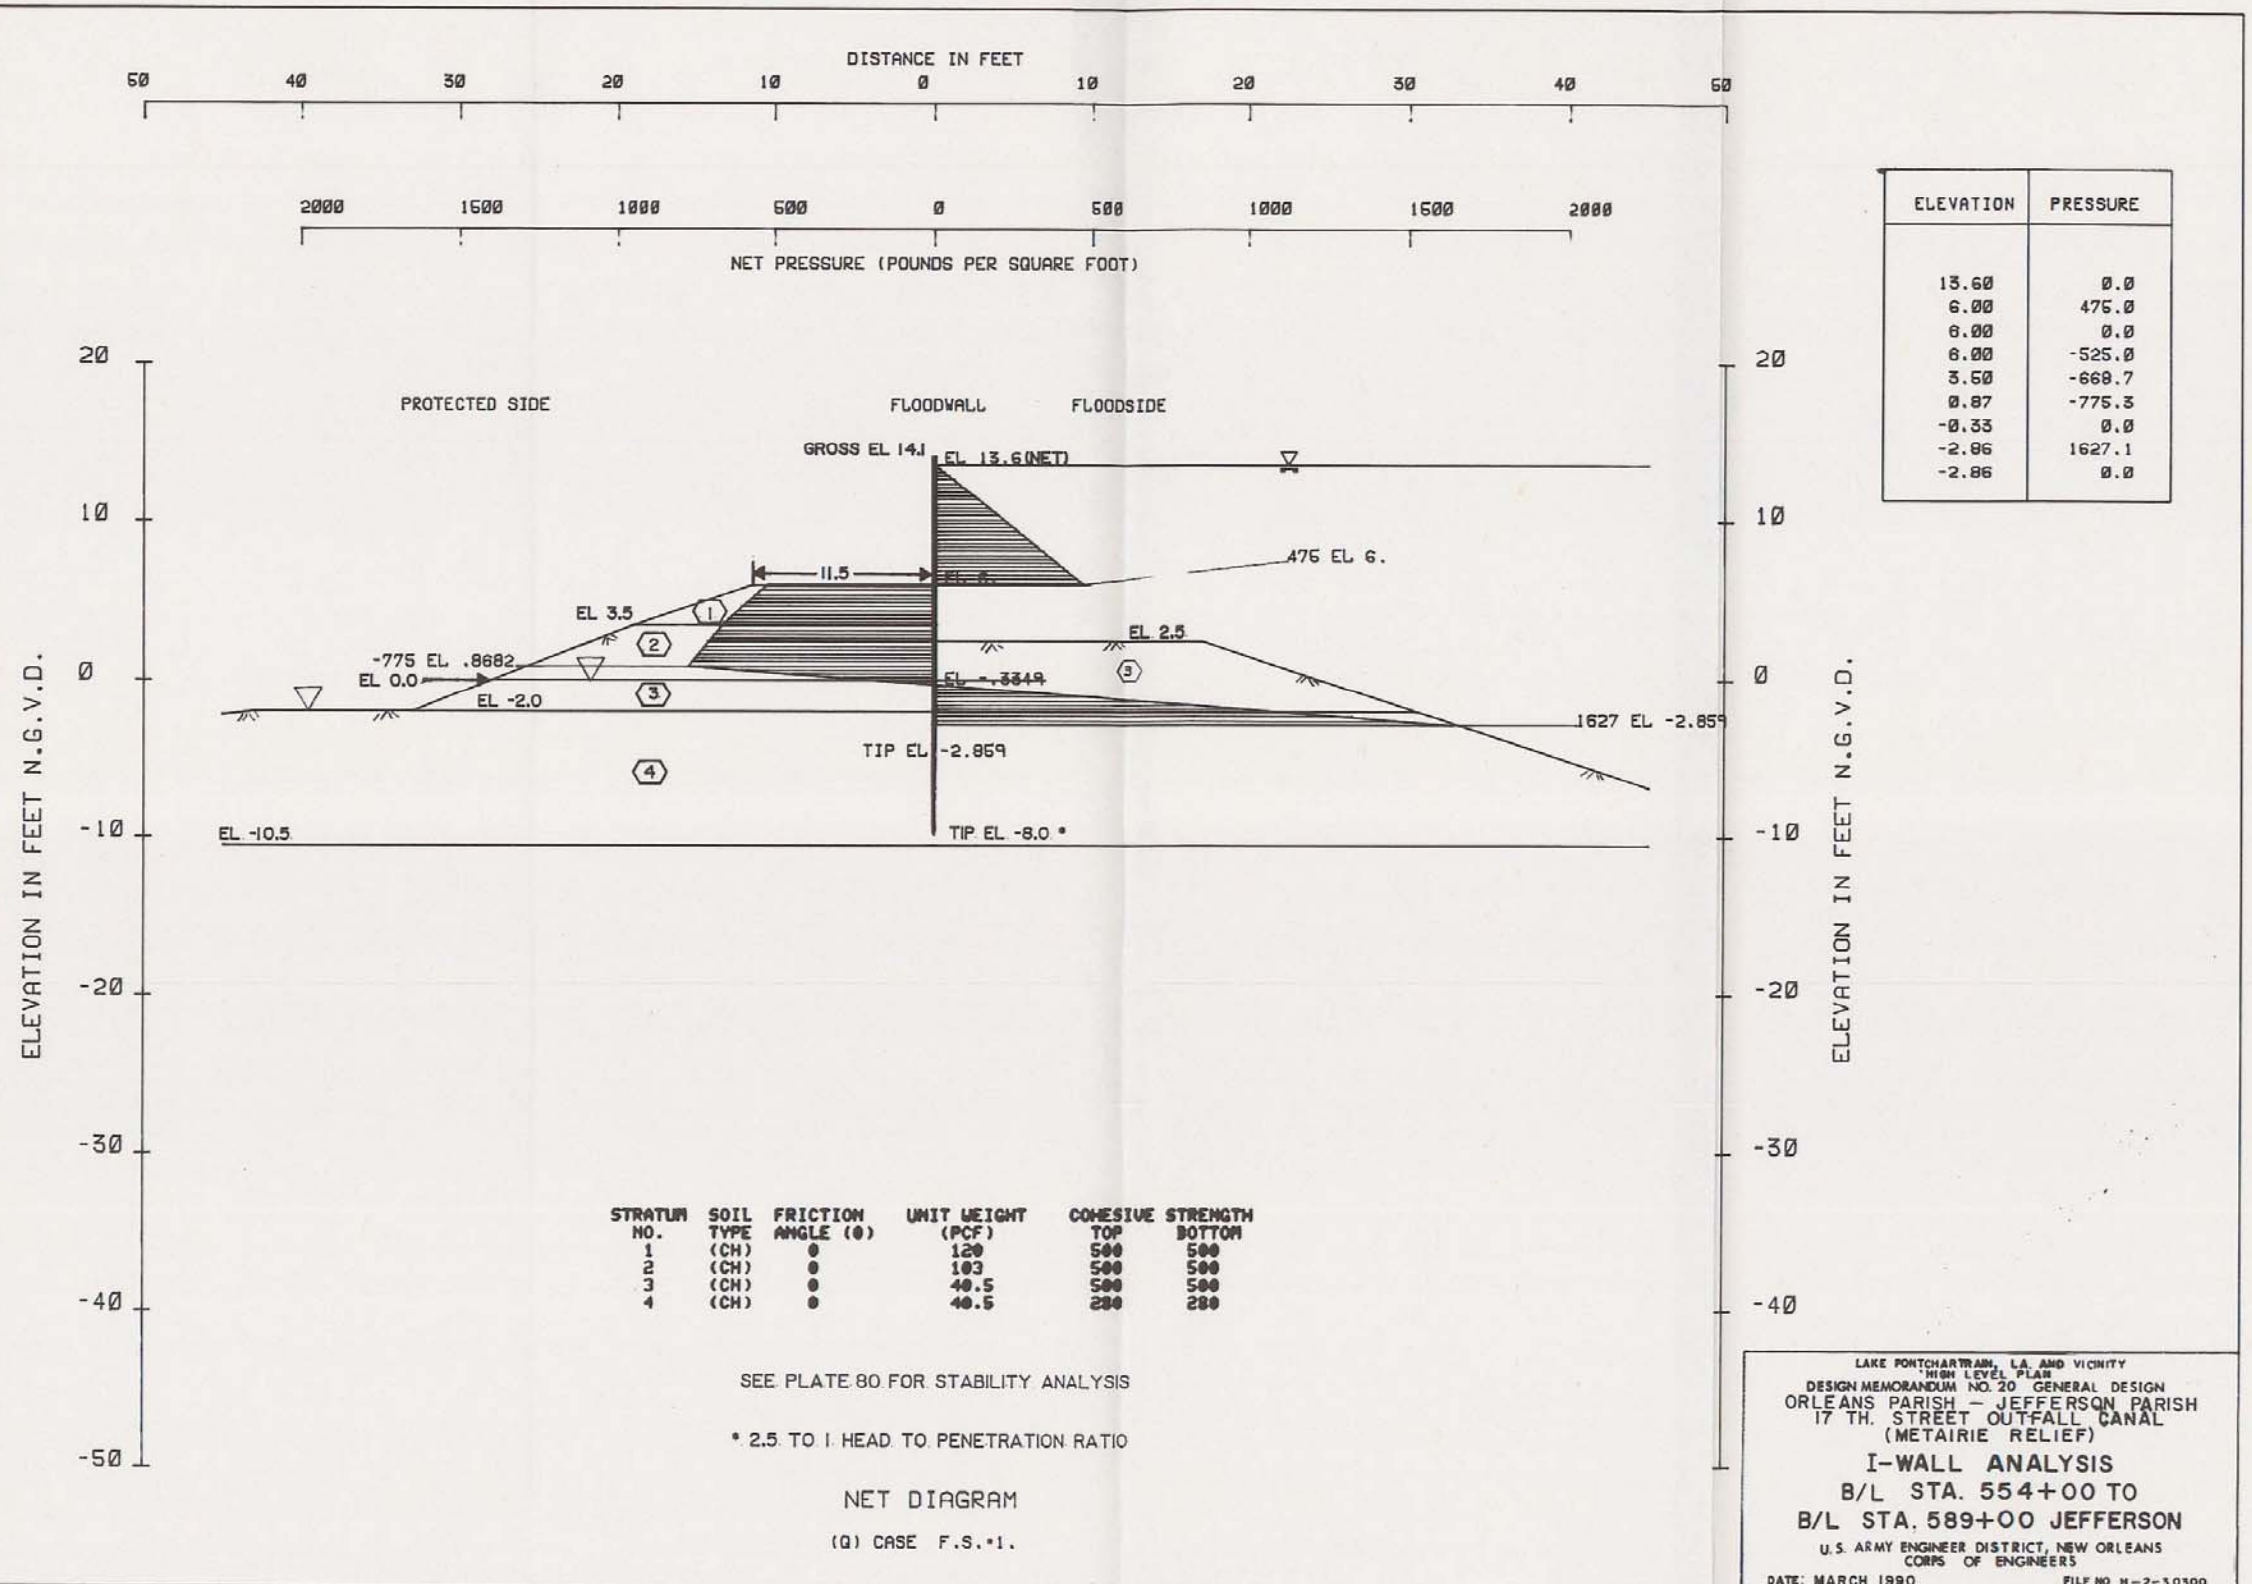 DISTANCE IN FEET
50 40 30 20 10 0 10 20 30 40 50
2000 1500 1000 500 0 500 1000 1500 2000
NET PRESSURE (POUNDS PER SQUARE FOOT)
ELEVATION PRESSURE
13.60 0.0
6.00 475.0
6.00 0.0
6.00 -525.0
3.50 -668.7
0.87 -775.3
-0.33 0.0
-2.86 1627.1
-2.86 0.0
ELEVATION IN FEET N.G.V.D.
20
10
0
-10
-20
-30
-40
-50
PROTECTED SIDE
FLOODWALL
FLOODSIDE
GROSS EL 14.1
EL 13.6 (NET)
11.5
EL 6.
475 EL 6.
EL 3.5
1
2
EL 2.5
-775 EL .8682
3
EL 0.0
EL -.3349
3
EL -2.0
1627 EL -2.859
TIP EL -2.859
4
EL -10.5
TIP EL -8.0 *
20
10
0
-10
-20
-30
-40
ELEVATION IN FEET N.G.V.D.
STRATUM SOIL FRICTION UNIT WEIGHT COHESIVE STRENGTH
NO. TYPE ANGLE (0) (PCF) TOP BOTTOM
1 (CH) 0 120 500 500
2 (CH) 0 103 500 500
3 (CH) 0 40.5 500 500
4 (CH) 0 40.5 280 280
SEE PLATE 80 FOR STABILITY ANALYSIS
* 2.5 TO 1 HEAD TO PENETRATION RATIO
NET DIAGRAM
(Q) CASE F.S.=1.
LAKE PONTCHARTRAIN, LA. AND VICINITY
HIGH LEVEL PLAN
DESIGN MEMORANDUM NO. 20 GENERAL DESIGN
ORLEANS PARISH - JEFFERSON PARISH
17 TH. STREET OUTFALL CANAL
(METAIRIE RELIEF)
I-WALL ANALYSIS
B/L STA. 554+00 TO
B/L STA. 589+00 JEFFERSON
U.S. ARMY ENGINEER DISTRICT, NEW ORLEANS
CORPS OF ENGINEERS
DATE: MARCH 1990 FILE NO. H-2-30300